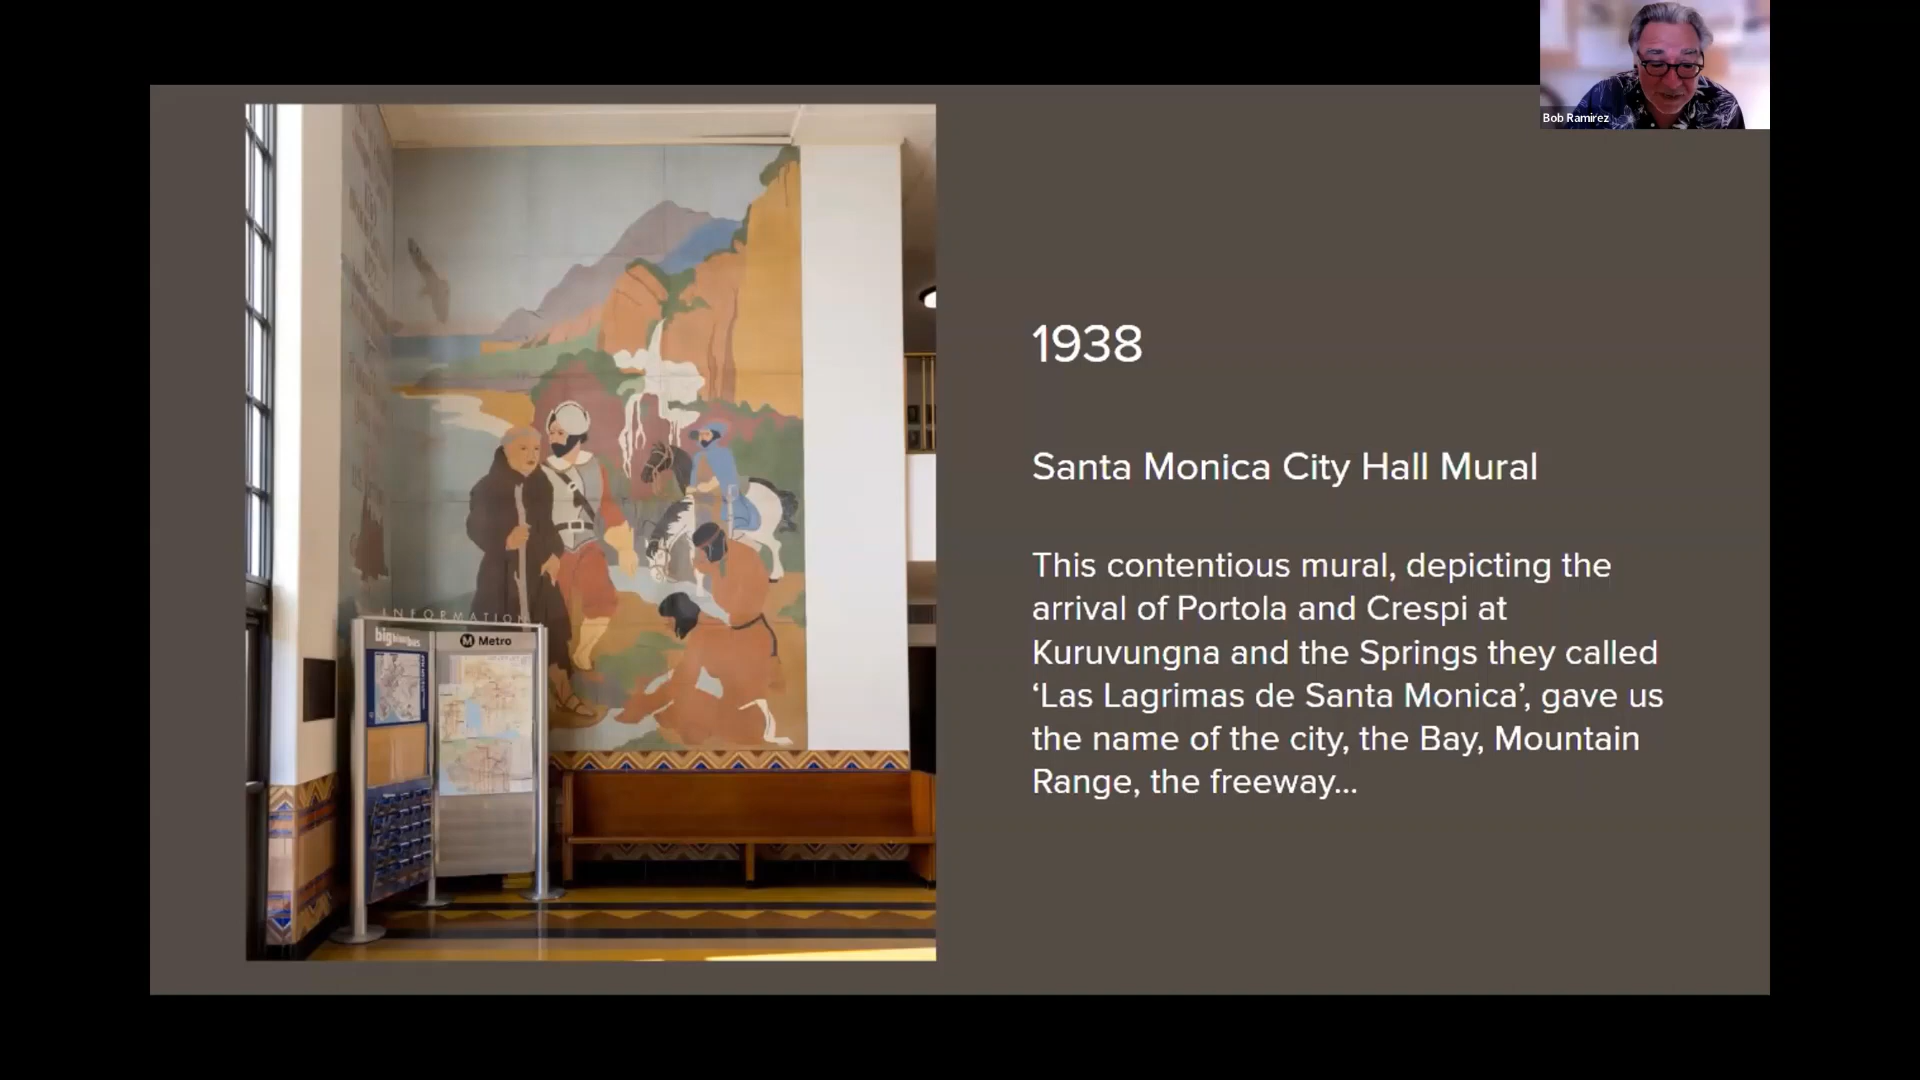 Bob Ramirez
1938
Santa Monica City Hall Mural
This contentious mural, depicting the
arrival of Portola and Crespi at
Kuruvungna and the Springs they called
‘Las Lagrimas de Santa Monica’, gave us
the name of the city, the Bay, Mountain
Range, the freeway...
INFORMATION
big blue bus
M Metro